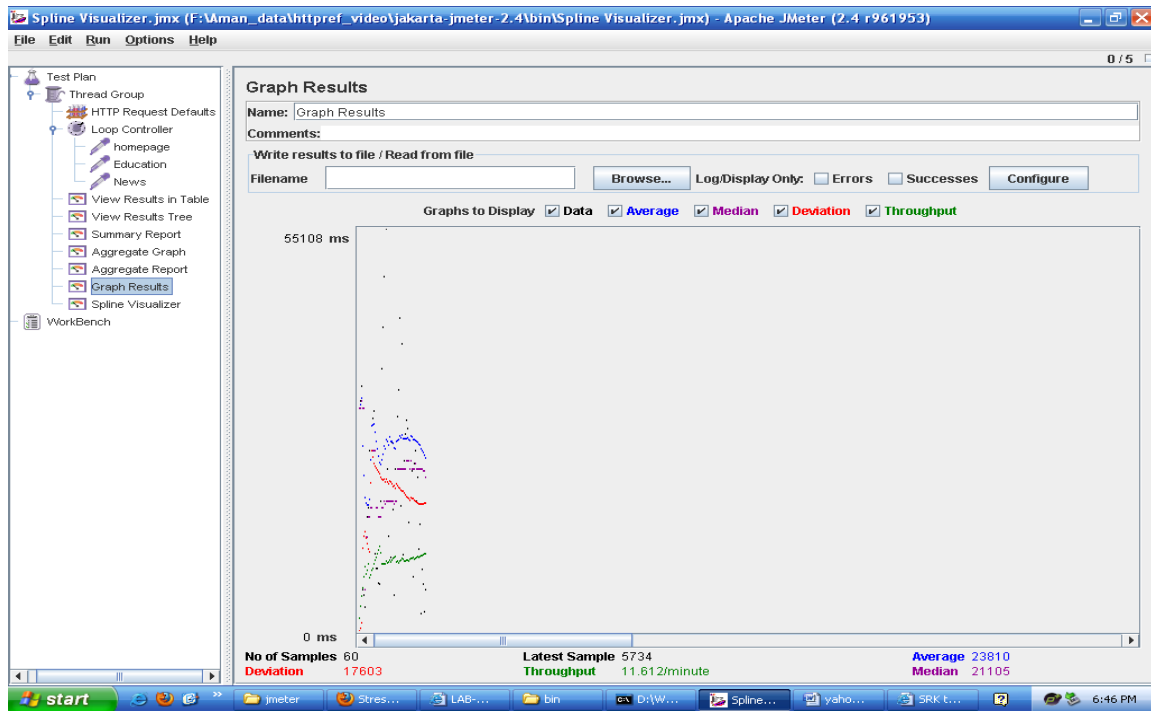 Spline Visualizer.jmx (F:\Aman_data\httpref_video\jakarta-jmeter-2.4\bin\Spline Visualizer.jmx) - Apache JMeter (2.4 r961953)
File Edit Run Options Help
0 / 5
Test Plan
Thread Group
HTTP Request Defaults
Loop Controller
homepage
Education
News
View Results in Table
View Results Tree
Summary Report
Aggregate Graph
Aggregate Report
Graph Results
Spline Visualizer
WorkBench
Graph Results
Name: Graph Results
Comments:
Write results to file / Read from file
Filename Browse... Log/Display Only: Errors Successes Configure
Graphs to Display Data Average Median Deviation Throughput
55108 ms
0 ms
No of Samples 60 Latest Sample 5734 Average 23810
Deviation 17603 Throughput 11.612/minute Median 21105
start jmeter Stres... LAB-... bin D:\W... Spline... yaho... SRK t... 6:46 PM